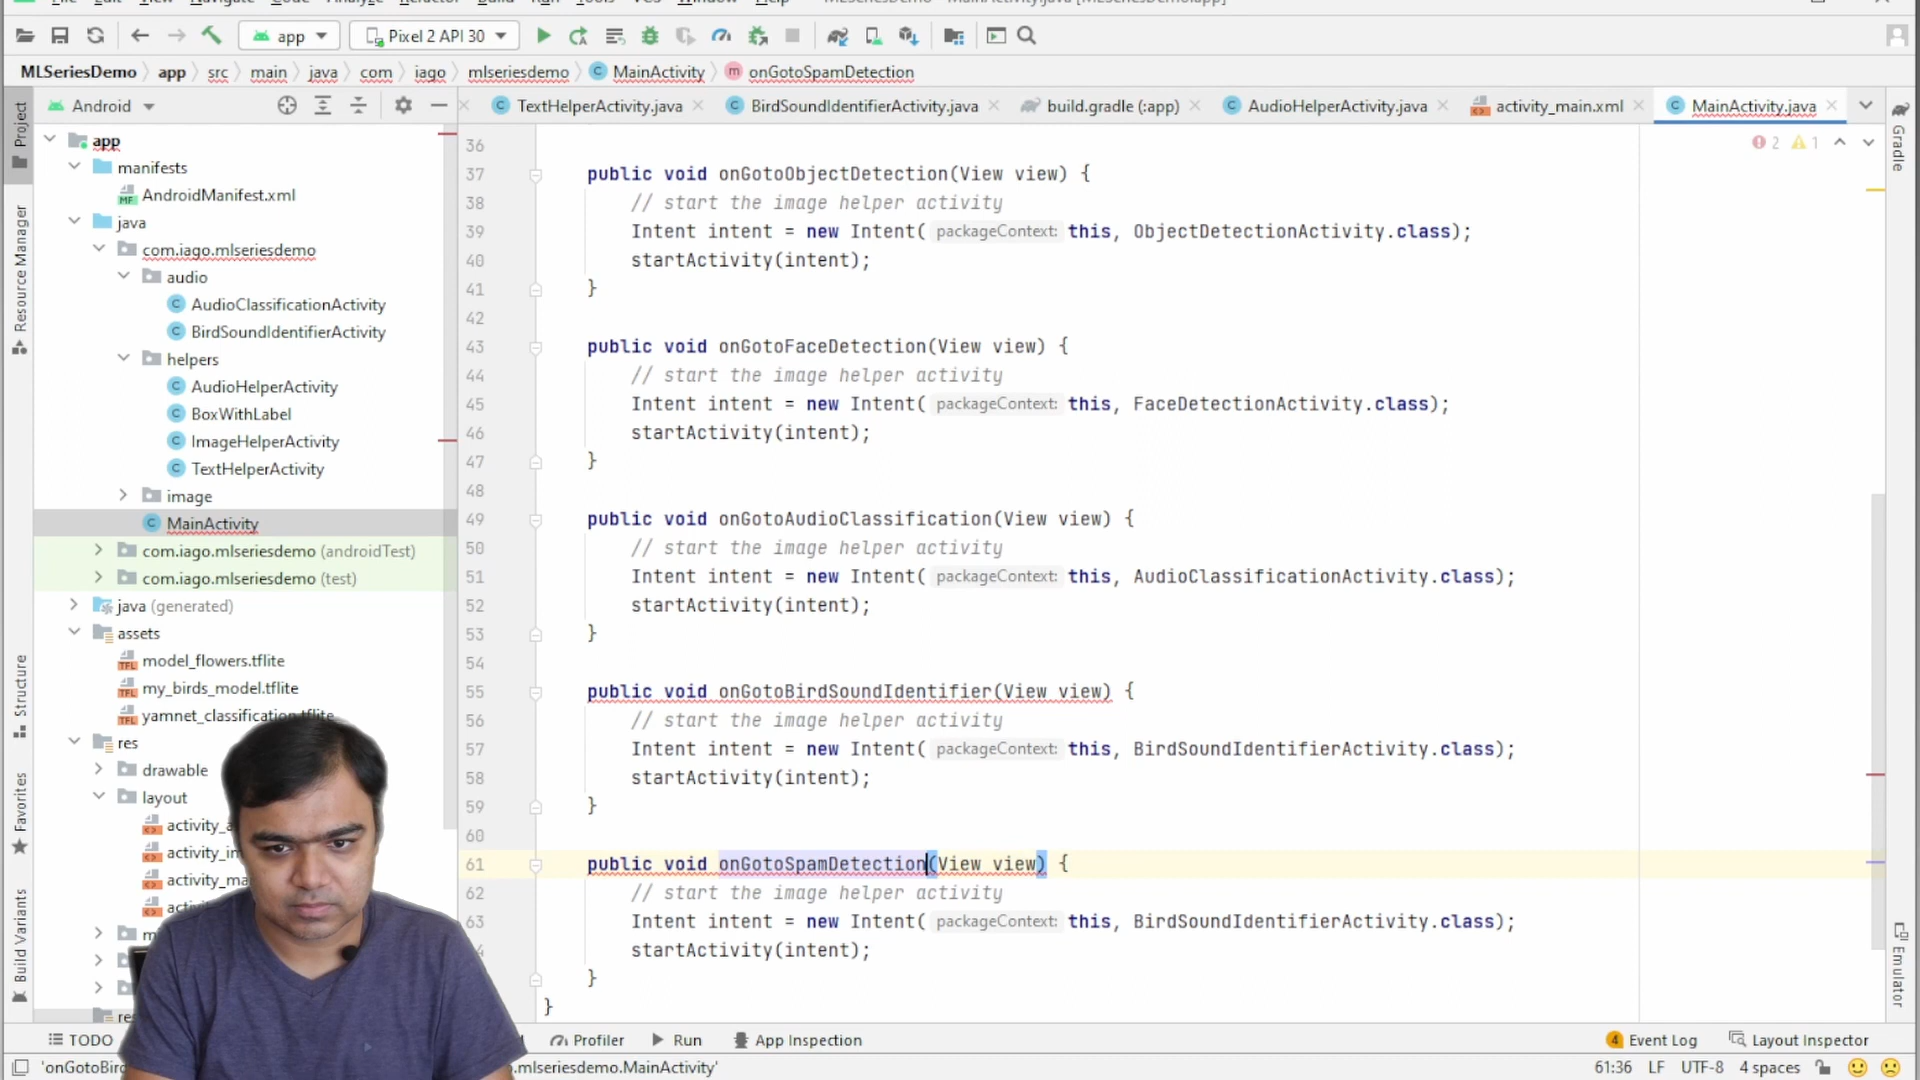 app
Pixel 2 API 30
MLSeriesDemo app src main java com iago mlseriesdemo MainActivity onGotoSpamDetection
Android
TextHelperActivity.java BirdSoundIdentifierActivity.java build.gradle (:app) AudioHelperActivity.java activity_main.xml MainActivity.java
Project
Resource Manager
Structure
Favorites
Build Variants
app
manifests
AndroidManifest.xml
java
com.iago.mlseriesdemo
audio
AudioClassificationActivity
BirdSoundIdentifierActivity
helpers
AudioHelperActivity
BoxWithLabel
ImageHelperActivity
TextHelperActivity
image
MainActivity
com.iago.mlseriesdemo (androidTest)
com.iago.mlseriesdemo (test)
java (generated)
assets
model_flowers.tflite
my_birds_model.tflite
yamnet_classification.tflite
res
drawable
layout
2 1
36
37 public void onGotoObjectDetection(View view) {
38 // start the image helper activity
39 Intent intent = new Intent( packageContext: this, ObjectDetectionActivity.class);
40 startActivity(intent);
41 }
42
43 public void onGotoFaceDetection(View view) {
44 // start the image helper activity
45 Intent intent = new Intent( packageContext: this, FaceDetectionActivity.class);
46 startActivity(intent);
47 }
48
49 public void onGotoAudioClassification(View view) {
50 // start the image helper activity
51 Intent intent = new Intent( packageContext: this, AudioClassificationActivity.class);
52 startActivity(intent);
53 }
54
55 public void onGotoBirdSoundIdentifier(View view) {
56 // start the image helper activity
57 Intent intent = new Intent( packageContext: this, BirdSoundIdentifierActivity.class);
58 startActivity(intent);
59 }
60
61 public void onGotoSpamDetection(View view) {
62 // start the image helper activity
63 Intent intent = new Intent( packageContext: this, BirdSoundIdentifierActivity.class);
startActivity(intent);
}
}
Gradle
Emulator
TODO Profiler Run App Inspection 4 Event Log Layout Inspector
.mlseriesdemo.MainActivity' 61:36 LF UTF-8 4 spaces